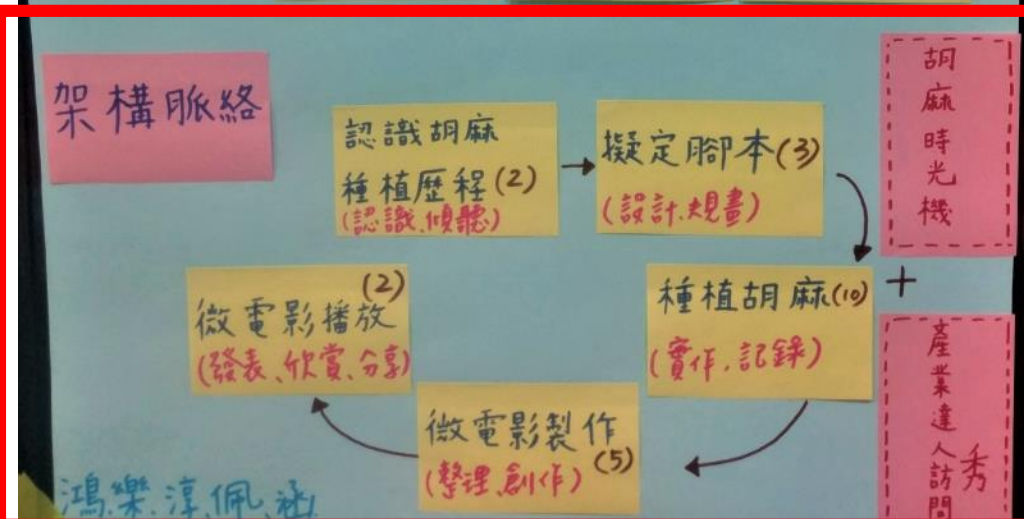 架構脈絡
認識胡麻
種植歷程(2)
(認識、傾聽)
擬定腳本(3)
(設計.規畫)
胡麻時光機
種植胡麻(10)
(實作.記錄)
+
產業達人訪問
秀
微電影製作
(5)
(整理、創作)
(2)
微電影播放
(發表、欣賞、分享)
鴻.樂.淳.佩.涵